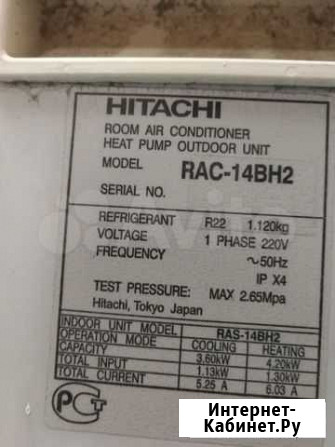 HITACHI
ROOM AIR CONDITIONER
HEAT PUMP OUTDOOR UNIT
MODEL RAC-14BH2
SERIAL NO.
REFRIGERANT R22 1.120kg
VOLTAGE 1 PHASE 220V
FREQUENCY ~50Hz
IP X4
TEST PRESSURE: MAX 2.65Mpa
Hitachi, Tokyo Japan
INDOOR UNIT MODEL RAS-14BH2
OPERATION MODE COOLING HEATING
CAPACITY 3.60kW 4.20kW
TOTAL INPUT 1.13kW 1.30kW
TOTAL CURRENT 5.25 A 6.03 A
Avito
Интернет-
Кабинет.Ру